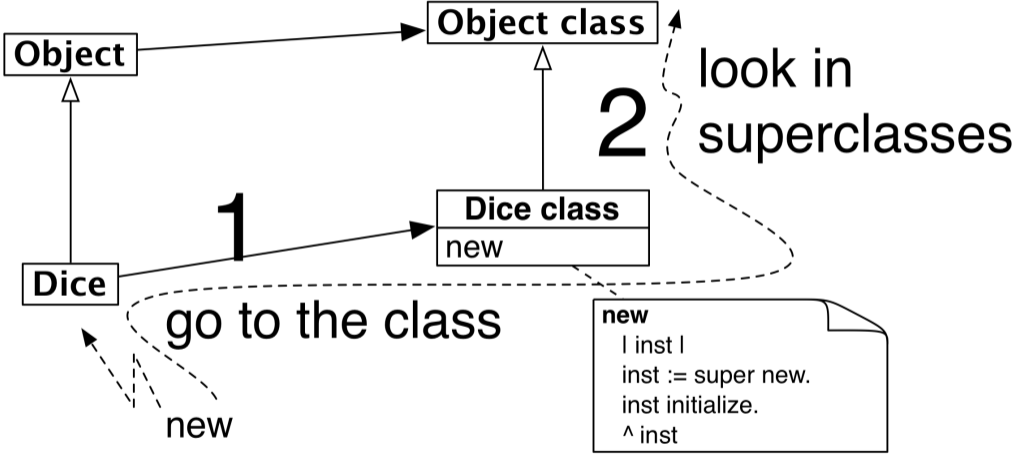 Object
Object class
look in
superclasses
2
1
Dice class
new
Dice
go to the class
new
new
| inst |
inst := super new.
inst initialize.
^ inst